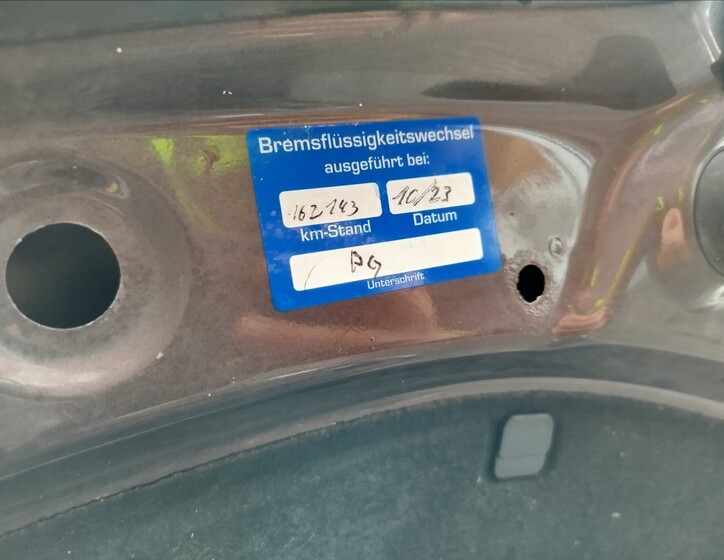 Bremsflüssigkeitswechsel
ausgeführt bei:
162143 10/23
km-Stand Datum
Unterschrift